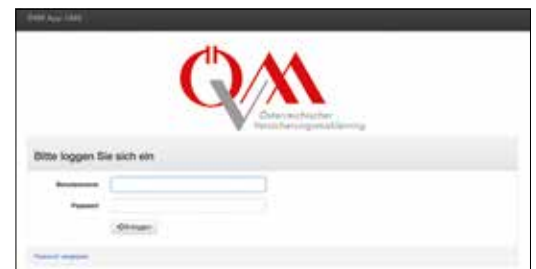 ÖVM
Österreichischer
Versicherungsmaklerring
Bitte loggen Sie sich ein
Benutzername
Passwort
Einloggen
Passwort vergessen